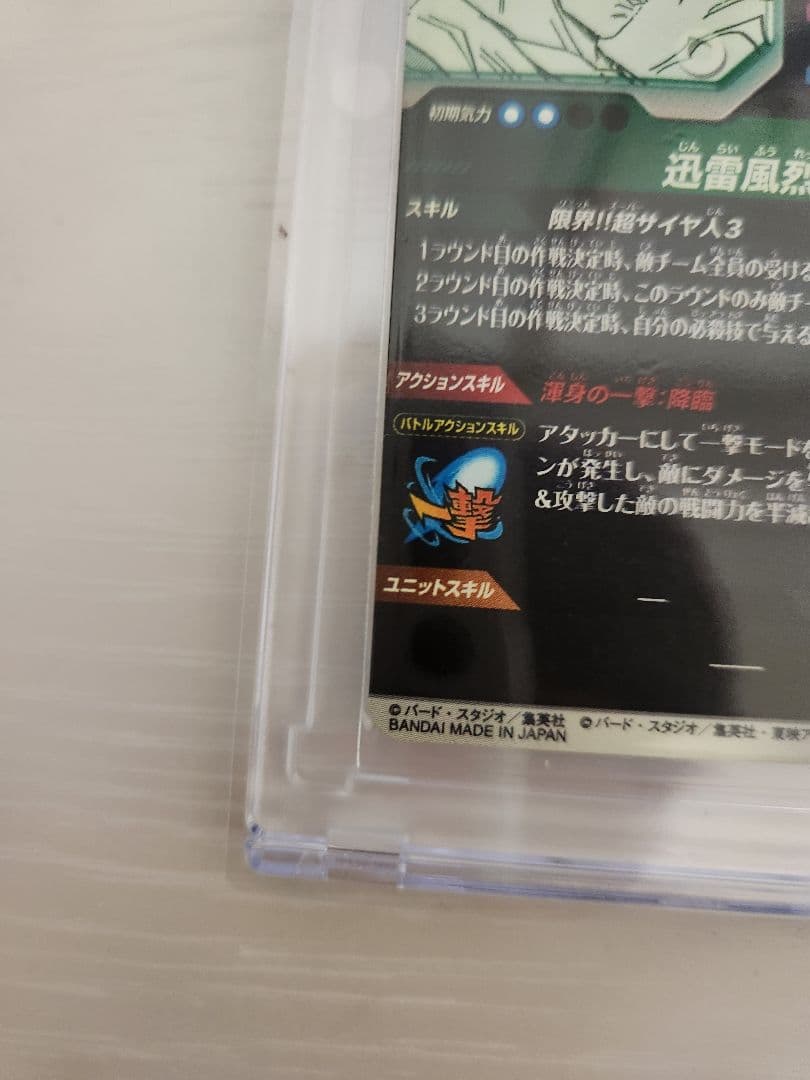 初期気力
じん らい ふう れっ
迅雷風烈
スキル
限界!!超サイヤ人3
1ラウンド目の作戦決定時、敵チーム全員の受ける
2ラウンド目の作戦決定時、このラウンドのみ敵チー
3ラウンド目の作戦決定時、自分の必殺技で与える
アクションスキル
渾身の一撃:降臨
バトルアクションスキル
アタッカーにして一撃モードを
ンが発生し、敵にダメージを
&攻撃した敵の戦闘力を半減
一撃
ユニットスキル
©バード・スタジオ/集英社 ©バード・スタジオ/集英社・東映ア
BANDAI MADE IN JAPAN